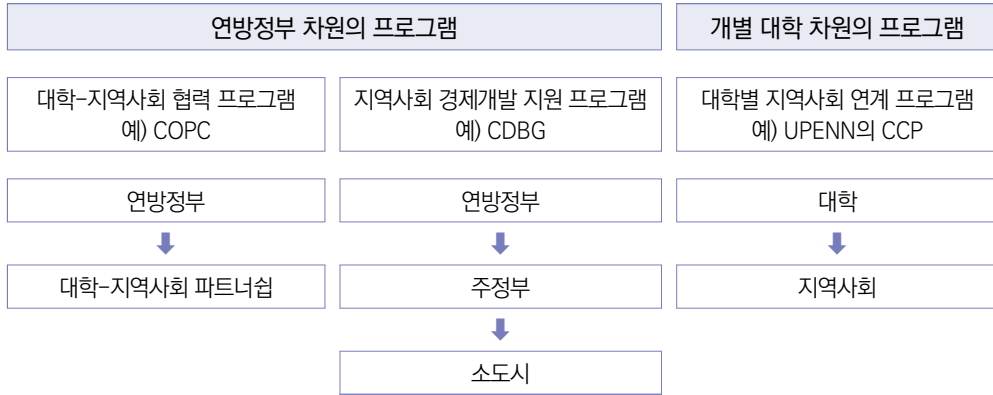 연방정부 차원의 프로그램
개별 대학 차원의 프로그램
대학-지역사회 협력 프로그램
예) COPC
지역사회 경제개발 지원 프로그램
예) CDBG
대학별 지역사회 연계 프로그램
예) UPENN의 CCP
연방정부
연방정부
대학
대학-지역사회 파트너쉽
주정부
지역사회
소도시